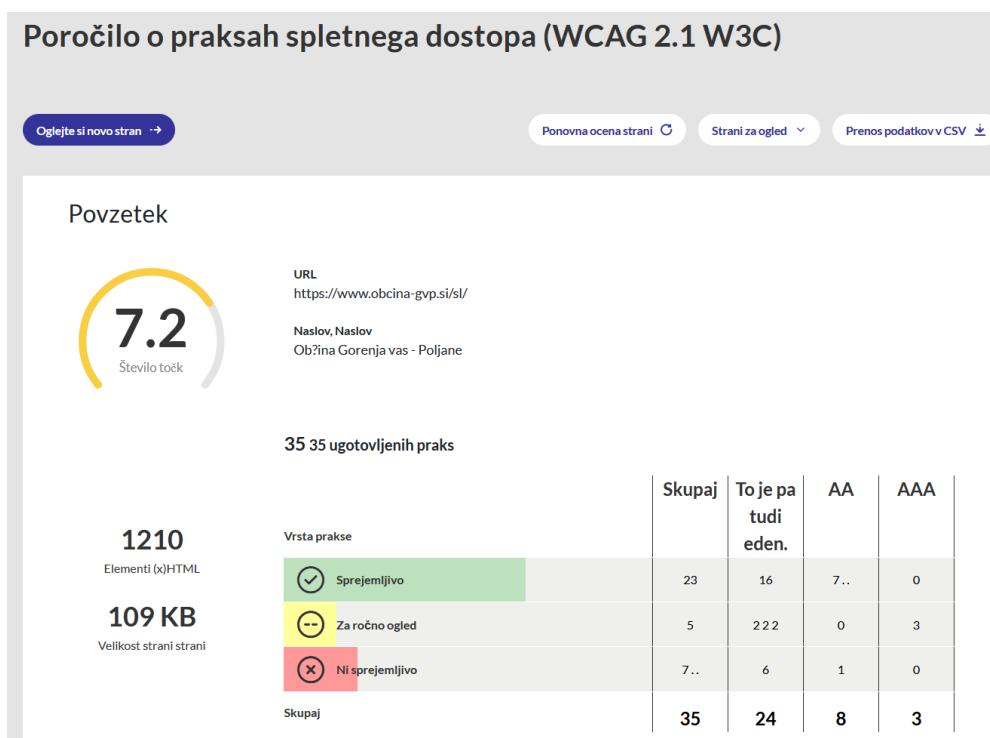 Poročilo o praksah spletnega dostopa (WCAG 2.1 W3C)
Oglejte si novo stran
Ponovna ocena strani
Strani za ogled
Prenos podatkov v CSV
Povzetek
7.2
Število točk
URL
https://www.obcina-gvp.si/sl/
Naslov, Naslov
Ob?ina Gorenja vas - Poljane
35 35 ugotovljenih praks
1210
Elementi (x)HTML
109 KB
Velikost strani strani
Vrsta prakse Skupaj To je pa tudi eden. AA AAA
Sprejemljivo 23 16 7 . . 0
Za ročno ogled 5 2 2 2 0 3
Ni sprejemljivo 7 . . 6 1 0
Skupaj 35 24 8 3